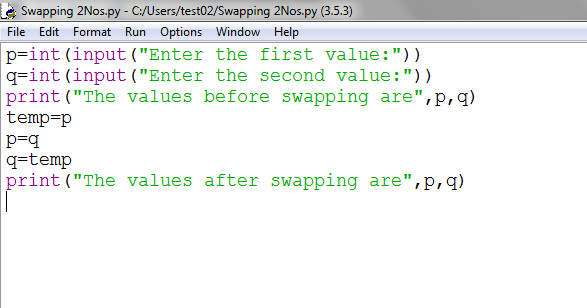 Swapping 2Nos.py - C:/Users/test02/Swapping 2Nos.py (3.5.3)
File Edit Format Run Options Window Help
p=int(input("Enter the first value:"))
q=int(input("Enter the second value:"))
print("The values before swapping are",p,q)
temp=p
p=q
q=temp
print("The values after swapping are",p,q)